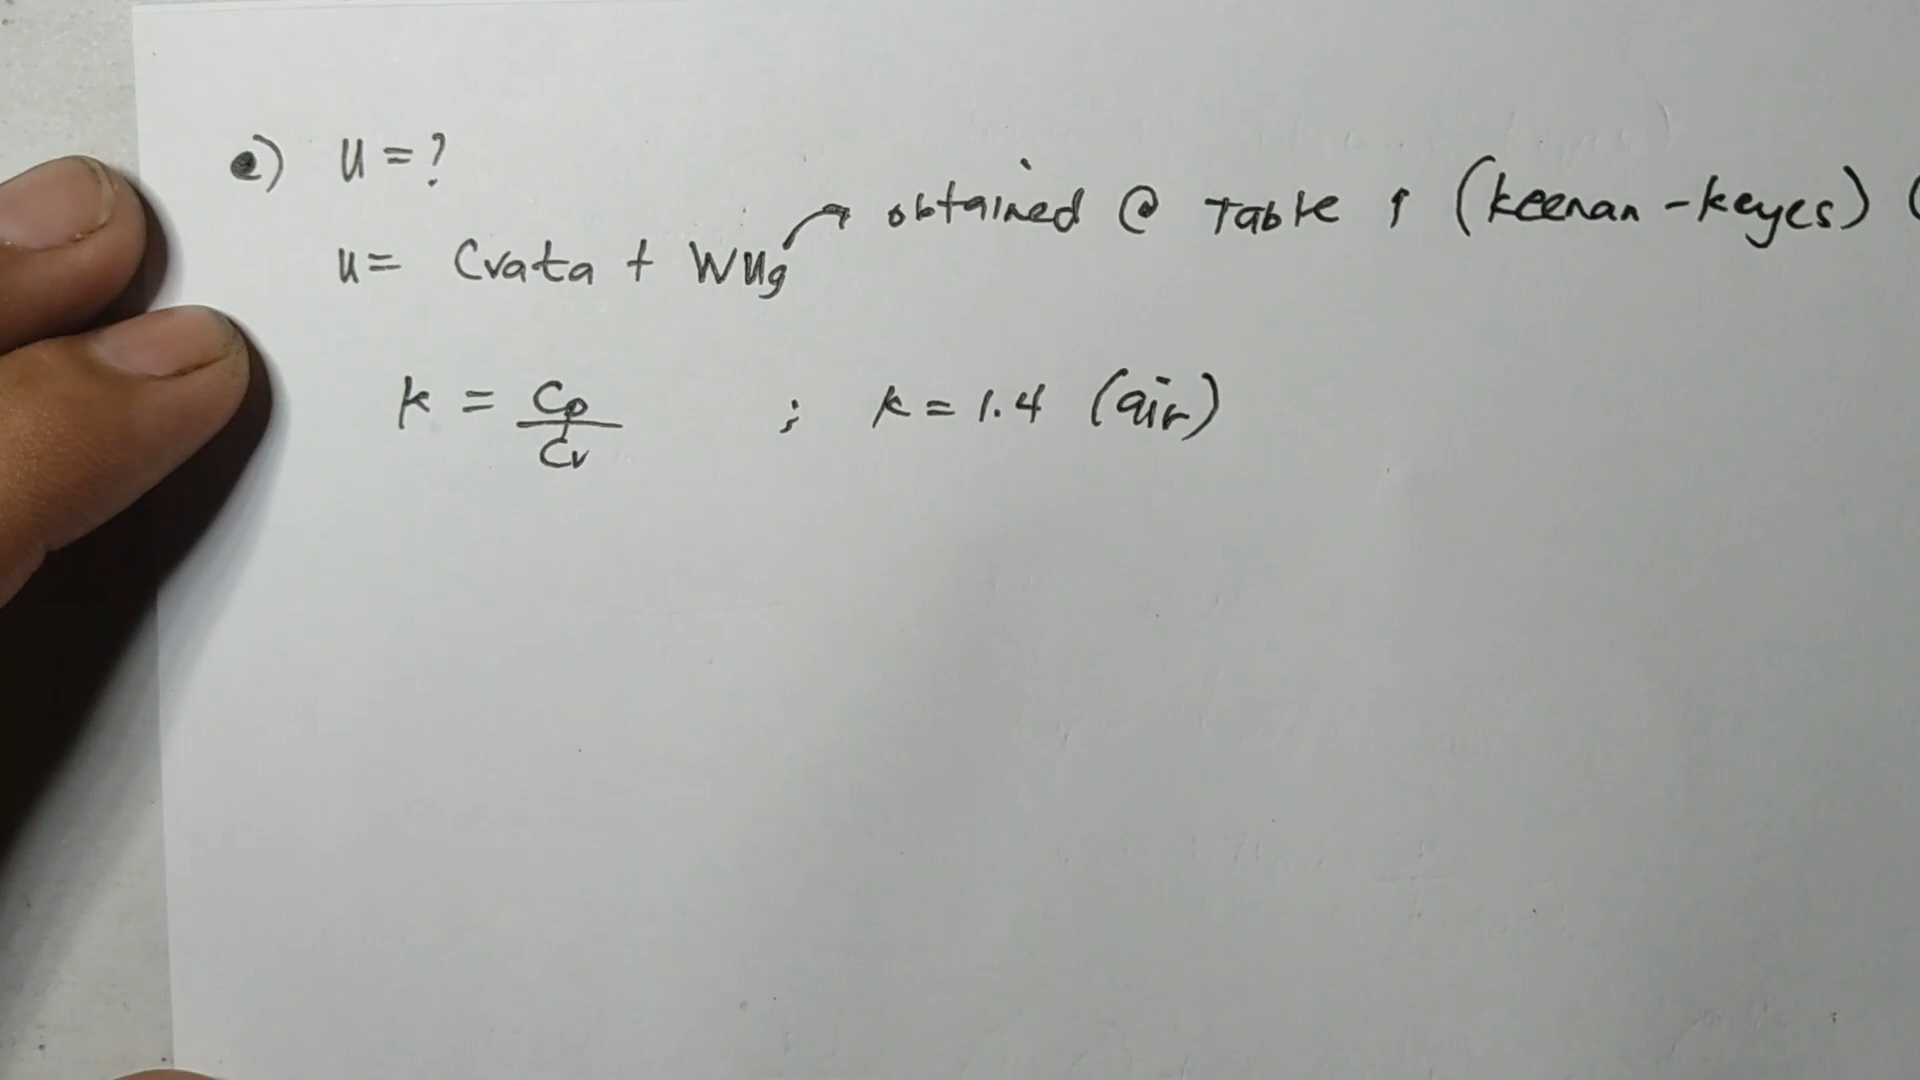 e) u = ?
u = Cvata + Wug → obtained @ Table 1 (keenan-keyes) (
k = Cp/Cv ; k = 1.4 (air)